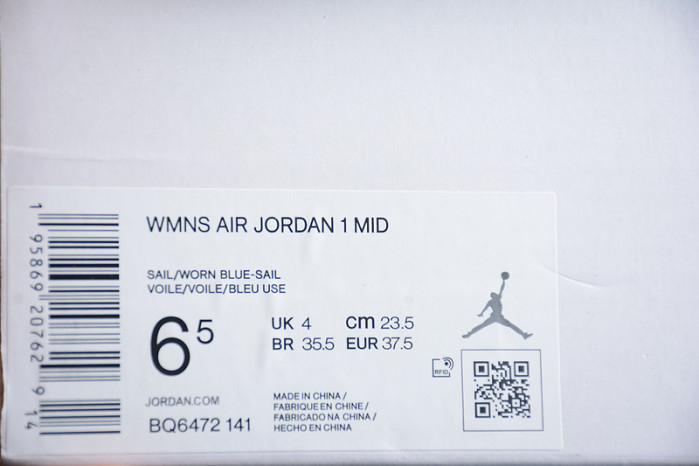 WMNS AIR JORDAN 1 MID
SAIL/WORN BLUE-SAIL
VOILE/VOILE/BLEU USE
6 5
UK 4 cm 23.5
BR 35.5 EUR 37.5
RFID
JORDAN.COM
BQ6472 141
MADE IN CHINA /
FABRIQUE EN CHINE /
FABRICADO NA CHINA /
HECHO EN CHINA
1 95869 20762 9 14